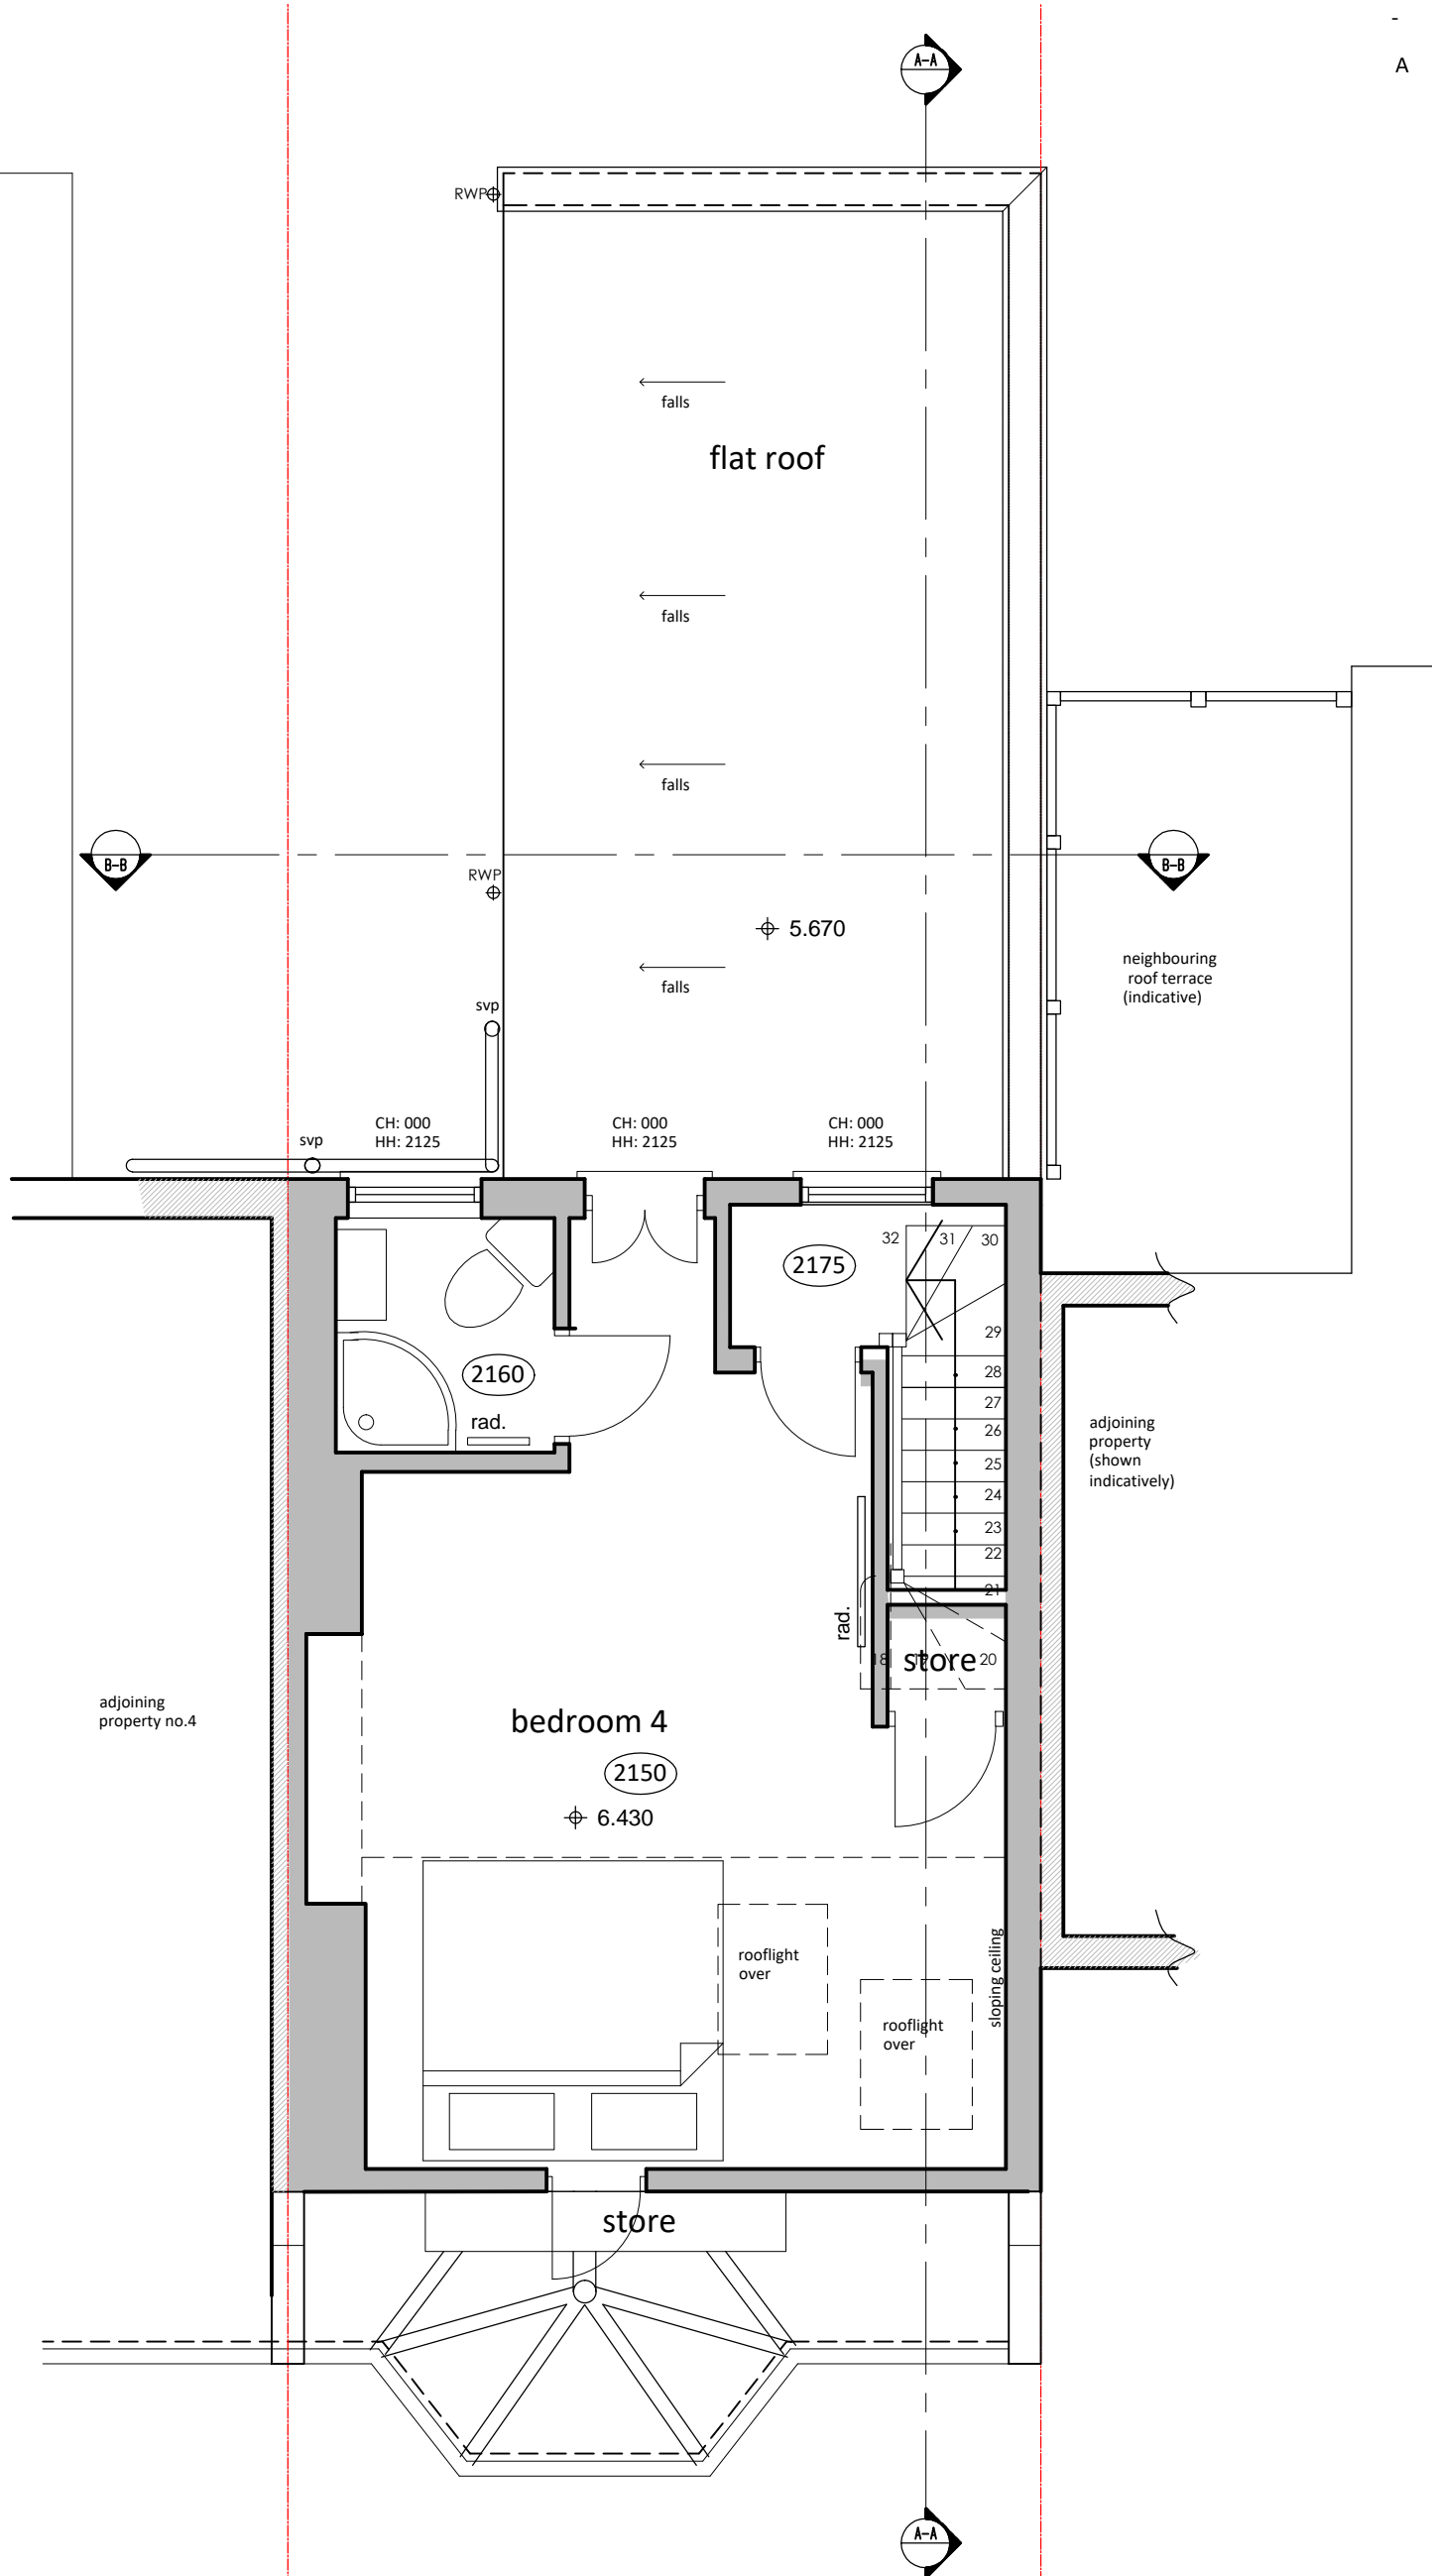 -
A
A-A
RWP
falls
flat roof
falls
falls
B-B
B-B
RWP
5.670
neighbouring
roof terrace
(indicative)
falls
svp
CH: 000
HH: 2125
CH: 000
HH: 2125
CH: 000
HH: 2125
svp
32
31
30
2175
29
2160
28
27
rad.
26
25
24
23
22
21
adjoining
property
(shown
indicatively)
rad.
18
store
20
adjoining
property no.4
bedroom 4
2150
6.430
rooflight
over
sloping ceiling
rooflight
over
store
A-A